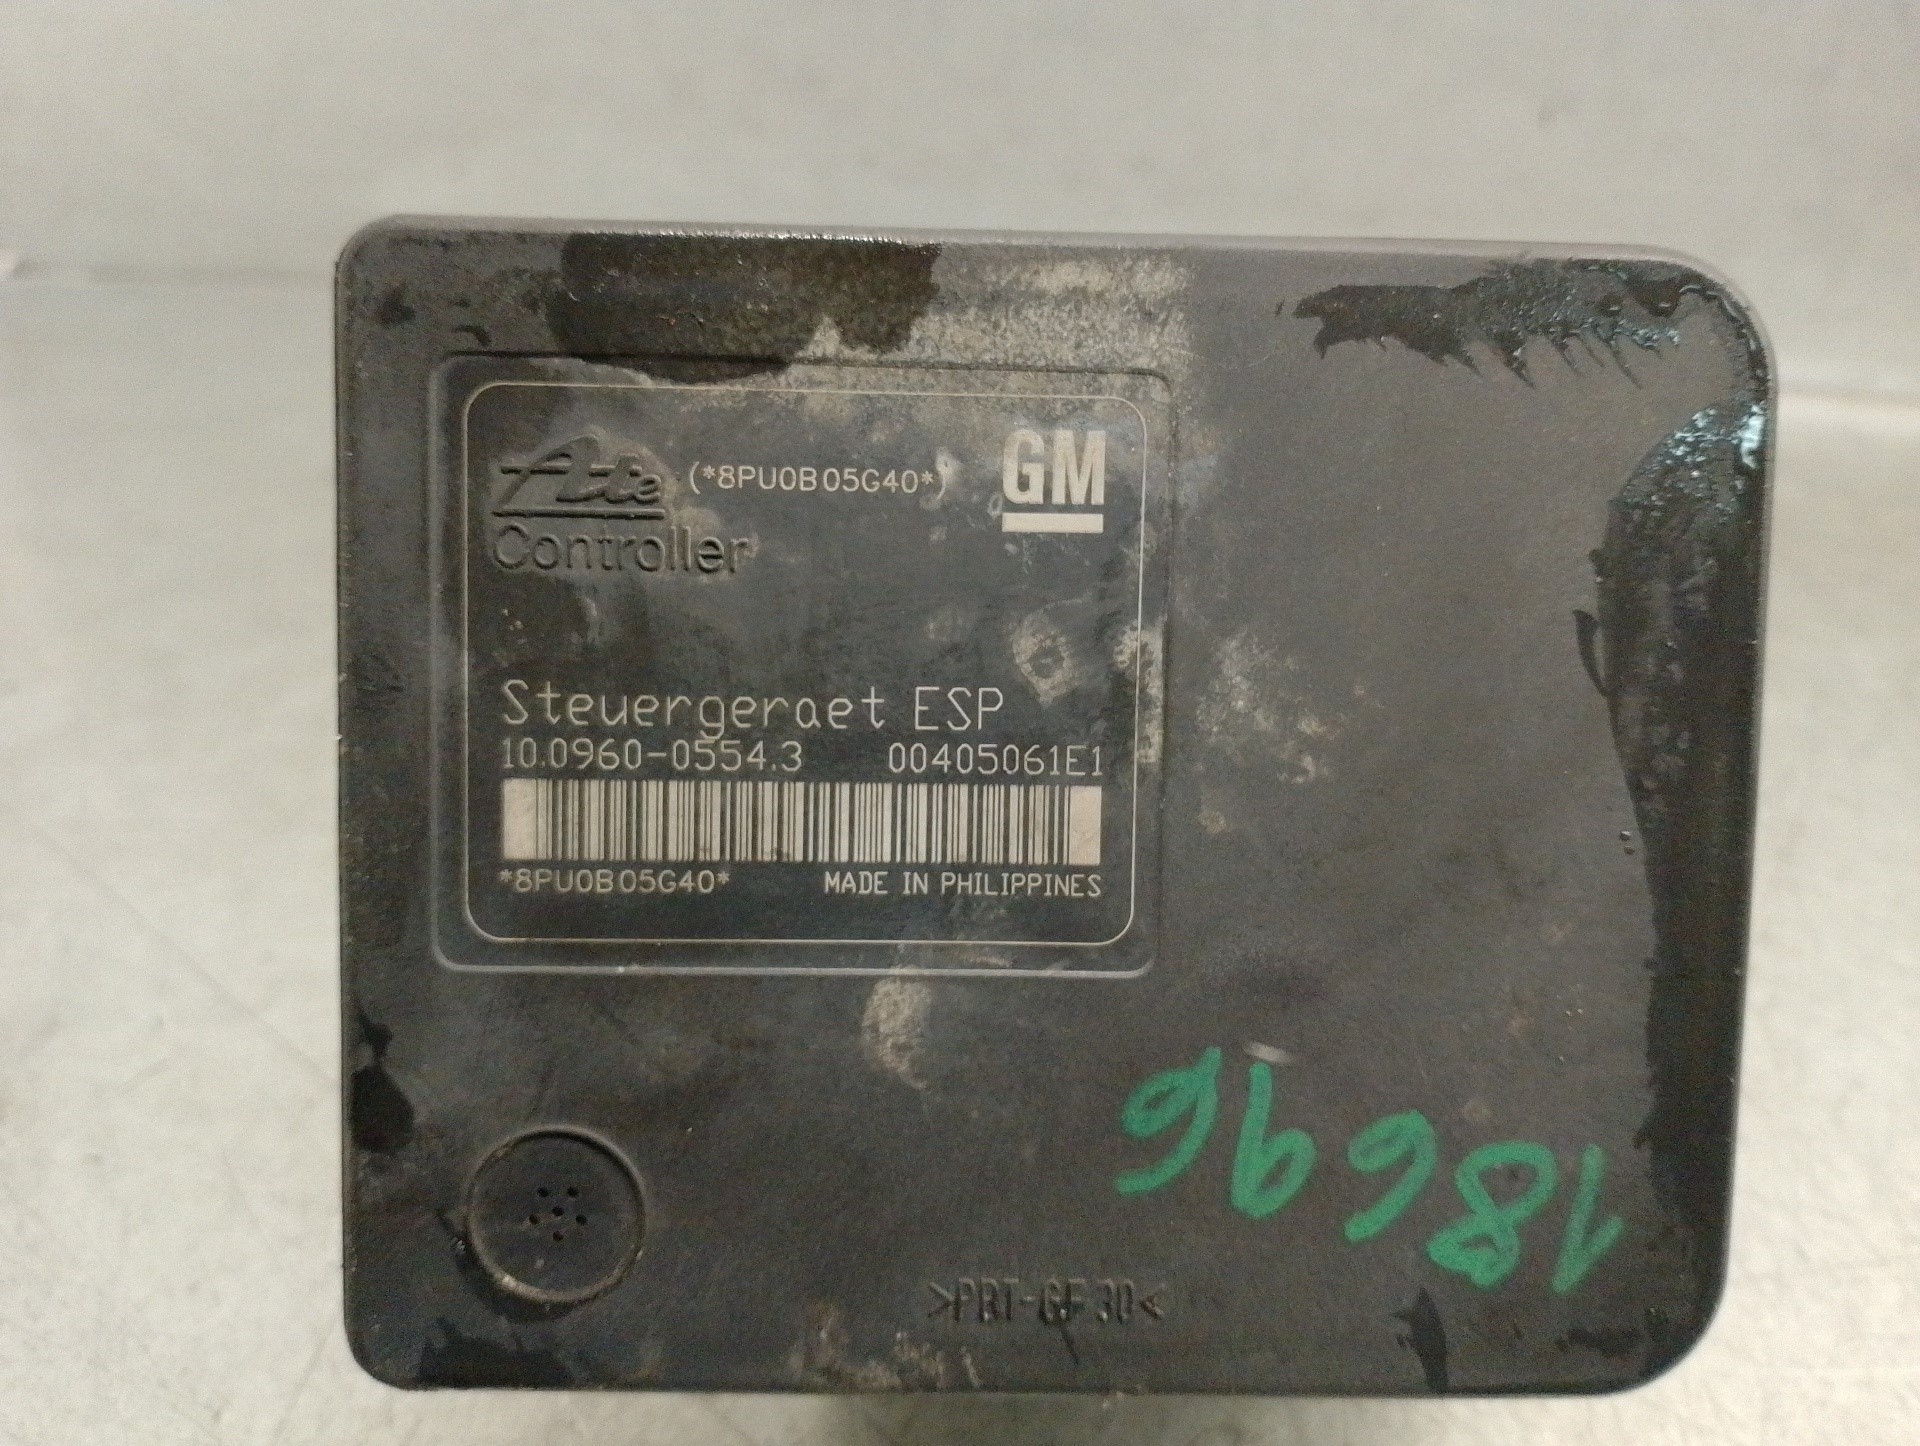 Ate (*8PU0B05G40*) GM
Controller
Steuergeraet ESP
10.0960-0554.3 00405061E1
*8PU0B05G40* MADE IN PHILIPPINES
18696
>PBT-GF30<